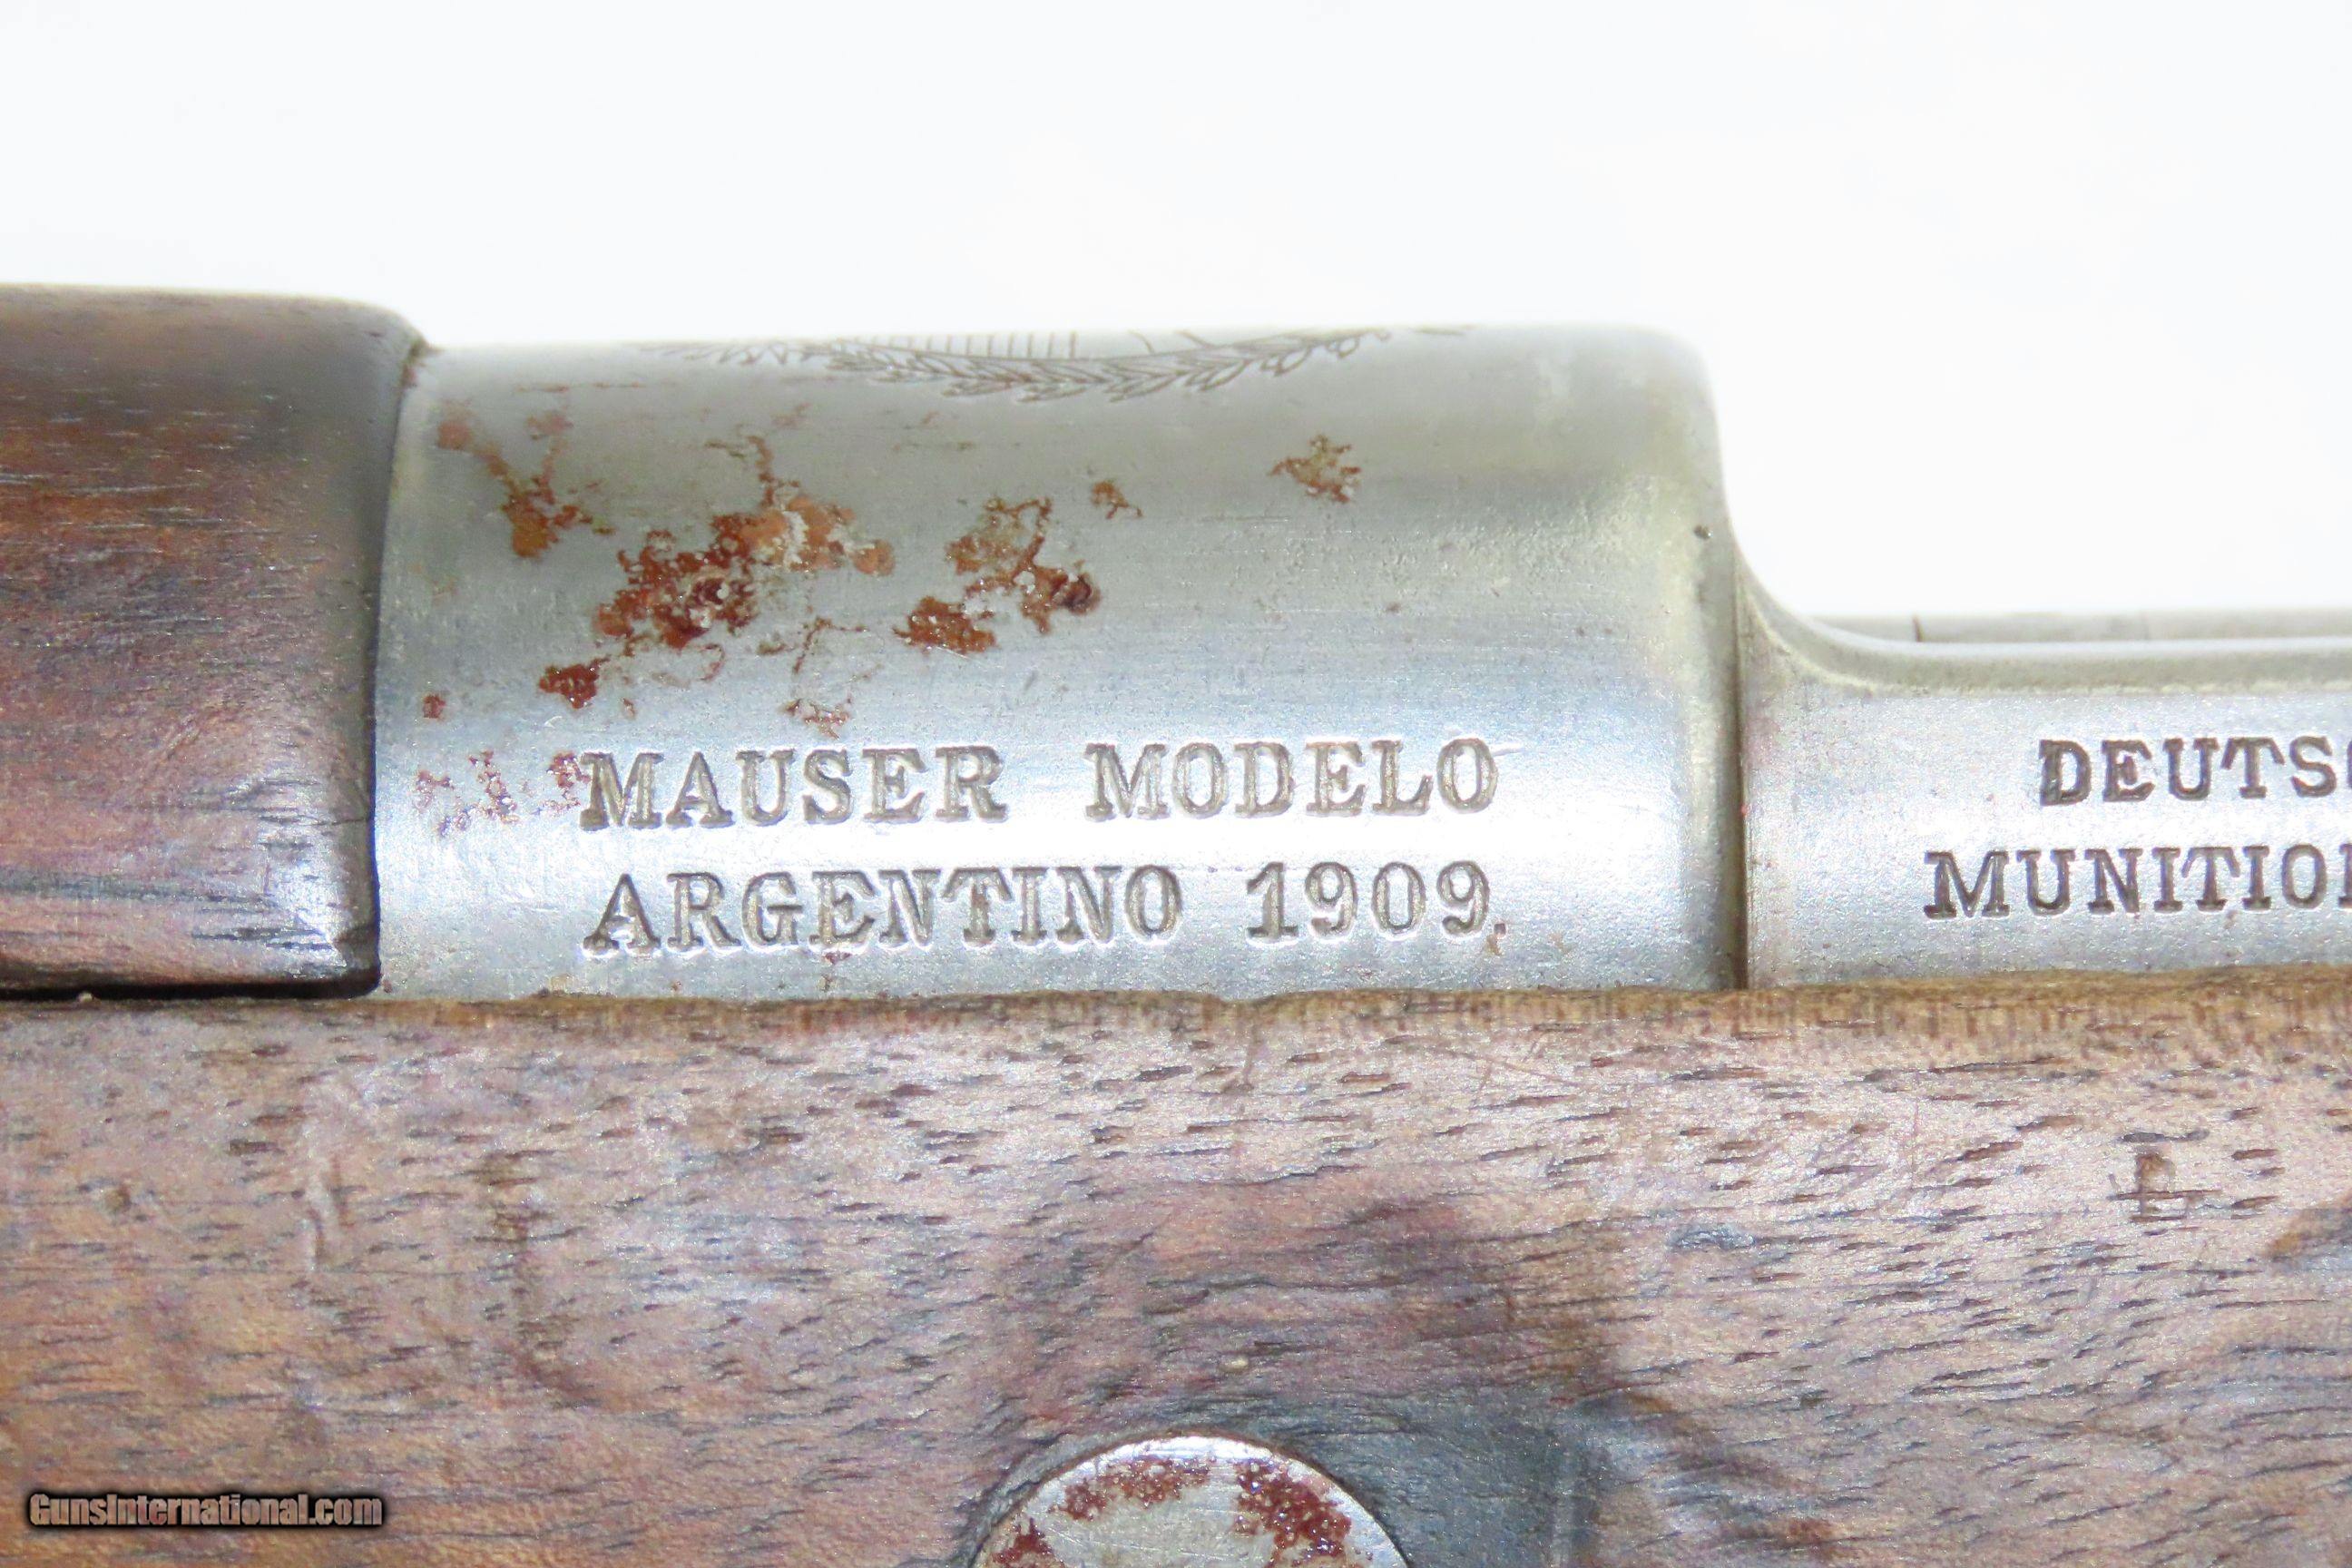 MAUSER MODELO
ARGENTINO 1909.
DEUTS
MUNITIO
GunsInternational.com